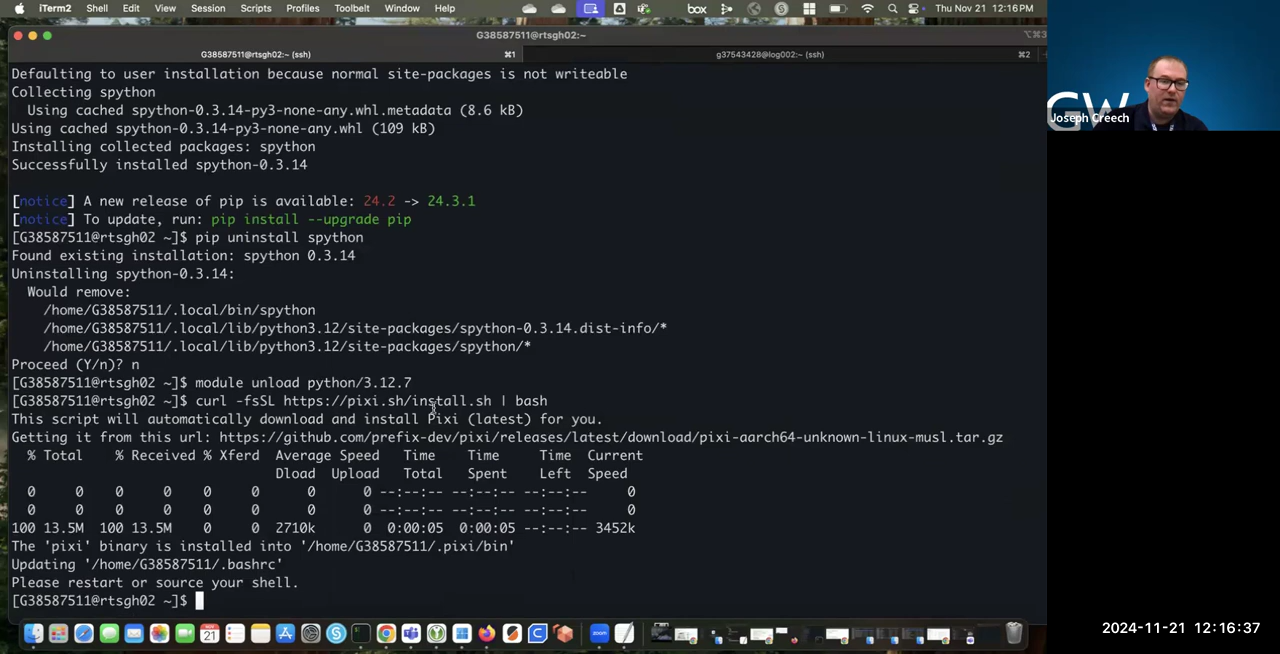 iTerm2 Shell Edit View Session Scripts Profiles Toolbelt Window Help box Thu Nov 21 12:16 PM
G38587511@rtsgh02:~ (ssh)
G38587511@rtsgh02:~ (ssh) ⌘1 g37543428@log002:~ (ssh) ⌘2
Defaulting to user installation because normal site-packages is not writeable
Collecting spython
Using cached spython-0.3.14-py3-none-any.whl.metadata (8.6 kB)
Using cached spython-0.3.14-py3-none-any.whl (109 kB)
Installing collected packages: spython
Successfully installed spython-0.3.14
[notice] A new release of pip is available: 24.2 -> 24.3.1
[notice] To update, run: pip install --upgrade pip
[G38587511@rtsgh02 ~]$ pip uninstall spython
Found existing installation: spython 0.3.14
Uninstalling spython-0.3.14:
Would remove:
/home/G38587511/.local/bin/spython
/home/G38587511/.local/lib/python3.12/site-packages/spython-0.3.14.dist-info/*
/home/G38587511/.local/lib/python3.12/site-packages/spython/*
Proceed (Y/n)? n
[G38587511@rtsgh02 ~]$ module unload python/3.12.7
[G38587511@rtsgh02 ~]$ curl -fsSL https://pixi.sh/install.sh | bash
This script will automatically download and install Pixi (latest) for you.
Getting it from this url: https://github.com/prefix-dev/pixi/releases/latest/download/pixi-aarch64-unknown-linux-musl.tar.gz
% Total % Received % Xferd Average Speed Time Time Time Current
Dload Upload Total Spent Left Speed
0 0 0 0 0 0 0 0 --:--:-- --:--:-- --:--:-- 0
0 0 0 0 0 0 0 0 --:--:-- --:--:-- --:--:-- 0
100 13.5M 100 13.5M 0 0 2710k 0 0:00:05 0:00:05 --:--:-- 3452k
The 'pixi' binary is installed into '/home/G38587511/.pixi/bin'
Updating '/home/G38587511/.bashrc'
Please restart or source your shell.
[G38587511@rtsgh02 ~]$
GW
Joseph Creech
2024-11-21 12:16:37